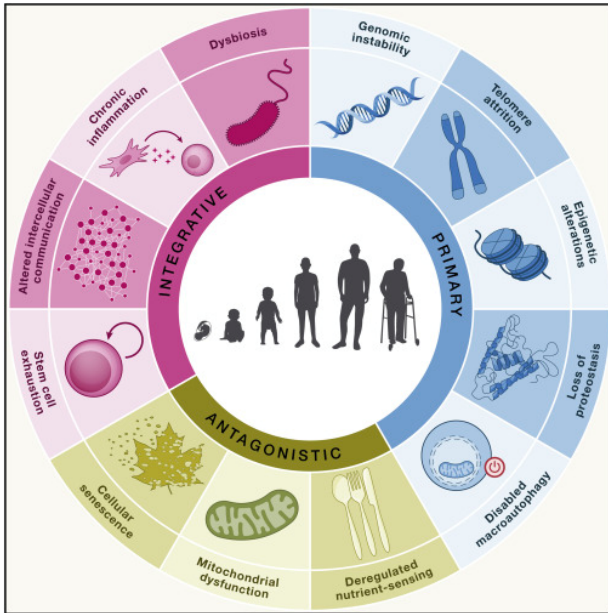 Genomic
instability
Telomere
attrition
Epigenetic
alterations
Loss of
proteostasis
Disabled
macroautophagy
Deregulated
nutrient-sensing
Mitochondrial
dysfunction
Cellular
senescence
Stem cell
exhaustion
Altered intercellular
communication
Chronic
inflammation
Dysbiosis
PRIMARY
ANTAGONISTIC
INTEGRATIVE